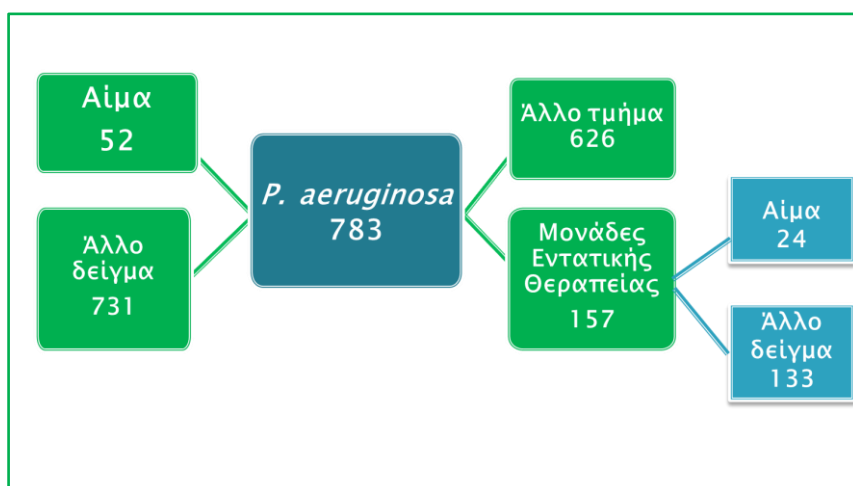 Αίμα
52
Άλλο
δείγμα
731
P. aeruginosa
783
Άλλο τμήμα
626
Μονάδες
Εντατικής
Θεραπείας
157
Αίμα
24
Άλλο
δείγμα
133